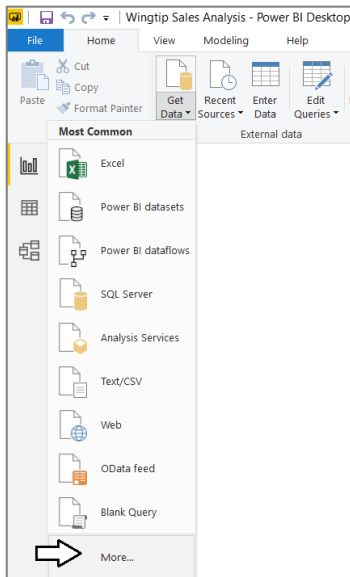 Wingtip Sales Analysis - Power BI Desktop
File Home View Modeling Help
Paste
Cut
Copy
Format Painter
Get Data
Recent Sources
Enter Data
Edit Queries
External data
Most Common
Excel
Power BI datasets
Power BI dataflows
SQL Server
Analysis Services
Text/CSV
Web
OData feed
Blank Query
More...